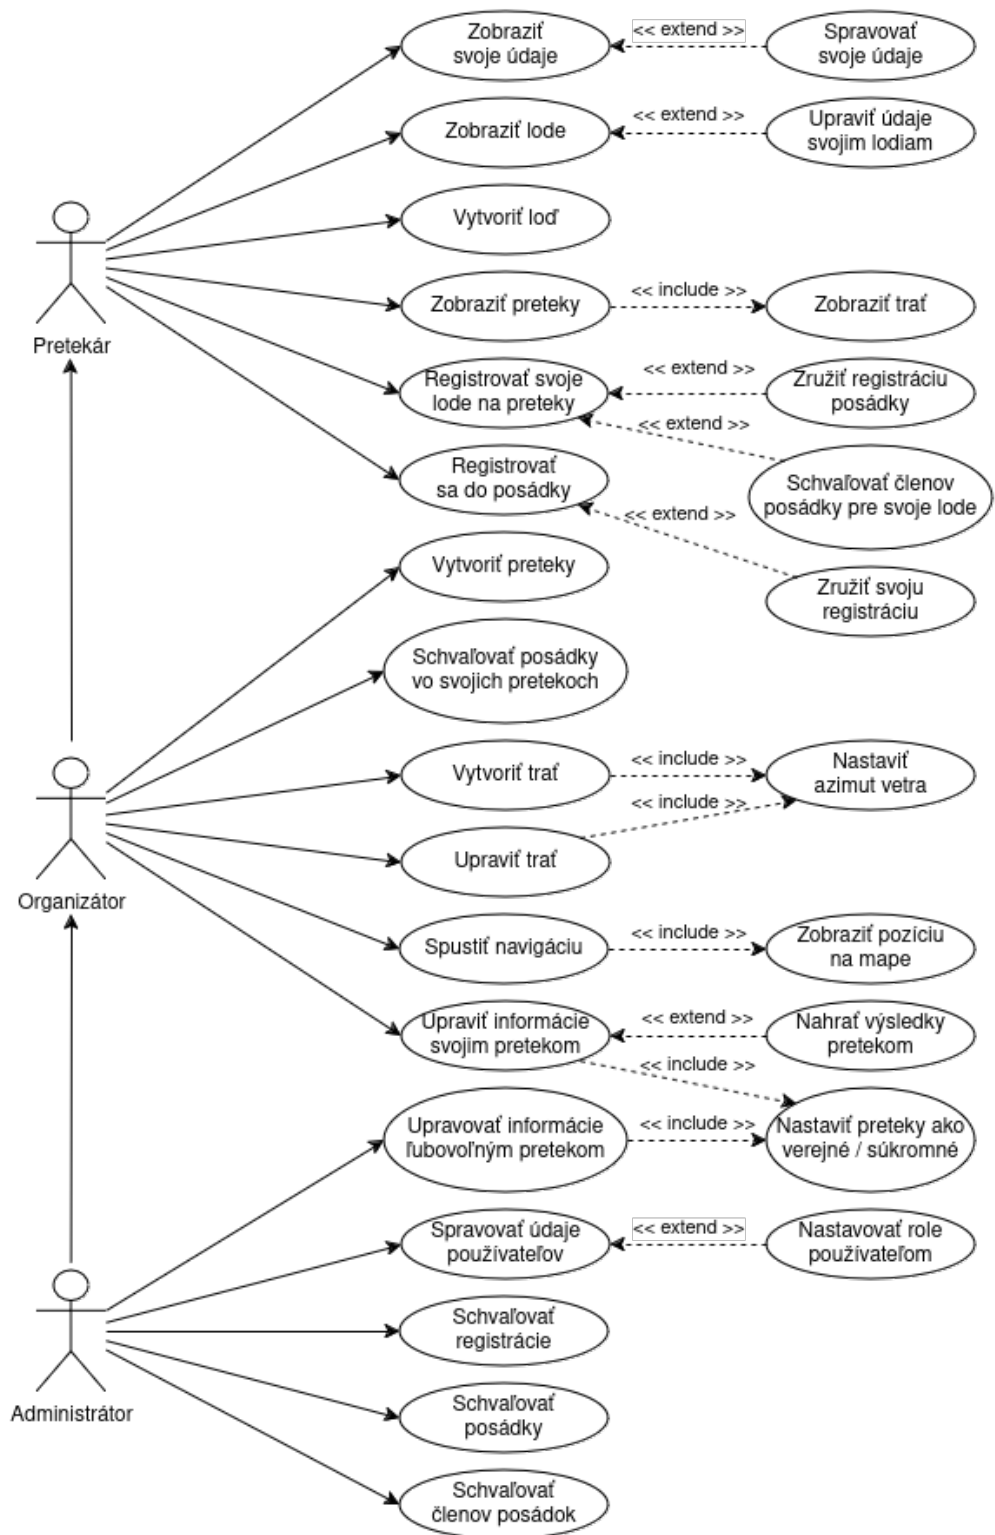 Zobraziť
svoje údaje
<< extend >>
Spravovať
svoje údaje
Zobraziť lode
<< extend >>
Upraviť údaje
svojim lodiam
Vytvoriť loď
Zobraziť preteky
<< include >>
Zobraziť trať
Pretekár
Registrovať svoje
lode na preteky
<< extend >>
Zrušiť registráciu
posádky
<< extend >>
Schvaľovať členov
posádky pre svoje lode
Registrovať
sa do posádky
<< extend >>
Zružiť svoju
registráciu
Vytvoriť preteky
Schvaľovať posádky
vo svojich pretekoch
Vytvoriť trať
<< include >>
Nastaviť
azimut vetra
<< include >>
Upraviť trať
Organizátor
Spustiť navigáciu
<< include >>
Zobraziť pozíciu
na mape
Upraviť informácie
svojim pretekom
<< extend >>
Nahrať výsledky
pretekom
<< include >>
Upravovať informácie
ľubovoľným pretekom
<< include >>
Nastaviť preteky ako
verejné / súkromné
Spravovať údaje
používateľov
<< extend >>
Nastavovať role
používateľom
Schvaľovať
registrácie
Administrátor
Schvaľovať
posádky
Schvaľovať
členov posádok